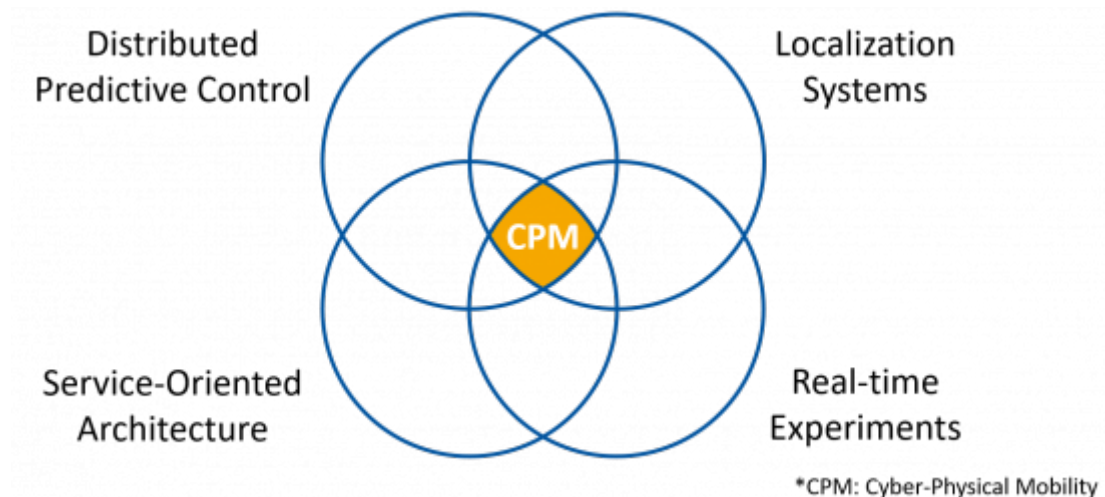 Distributed
Predictive Control
Localization
Systems
CPM
Service-Oriented
Architecture
Real-time
Experiments
*CPM: Cyber-Physical Mobility